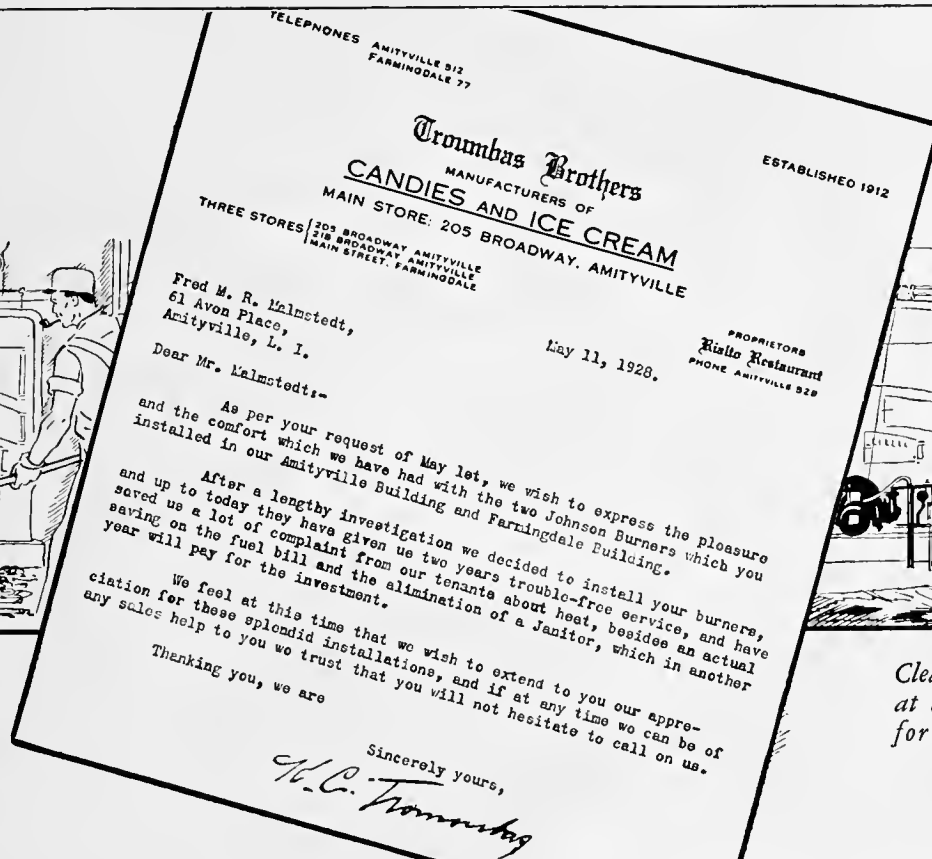 TELEPHONES AMITYVILLE 912
FARMINGDALE 77
ESTABLISHED 1912
Troumbas Brothers
MANUFACTURERS OF
CANDIES AND ICE CREAM
MAIN STORE: 205 BROADWAY. AMITYVILLE
THREE STORES 205 BROADWAY AMITYVILLE
218 BROADWAY AMITYVILLE
MAIN STREET, FARMINGDALE
PROPRIETORS
Rialto Restaurant
PHONE AMITYVILLE 529
Fred M. R. Malmstedt,
61 Avon Place,
Amityville, L. I.
May 11, 1928.
Dear Mr. Malmstedt:-
As per your request of May 1st, we wish to express the pleasure
and the comfort which we have had with the two Johnson Burners which you
installed in our Amityville Building and Farmingdale Building.
After a lengthy investigation we decided to install your burners,
and up to today they have given us two years trouble-free service, and have
saved us a lot of complaint from our tenants about heat, besides an actual
saving on the fuel bill and the alimination of a Janitor, which in another
year will pay for the investment.
We feel at this time that we wish to extend to you our appre-
ciation for these splendid installations, and if at any time we can be of
any sales help to you we trust that you will not hesitate to call on us.
Thanking you, we are
Sincerely yours,
Clea
at
for